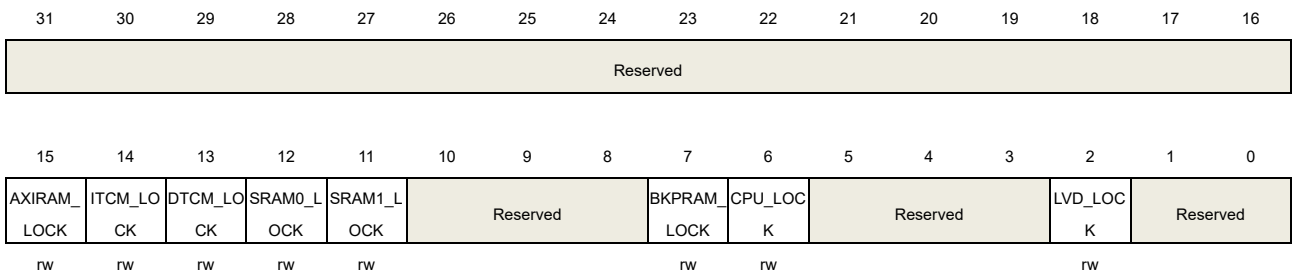 31 30 29 28 27 26 25 24 23 22 21 20 19 18 17 16
Reserved
15 14 13 12 11 10 9 8 7 6 5 4 3 2 1 0
AXIRAM_ ITCM_LO DTCM_LO SRAM0_L SRAM1_L Reserved BKPRAM_ CPU_LOC Reserved LVD_LOC Reserved
LOCK CK CK OCK OCK LOCK K K
rw rw rw rw rw rw rw rw